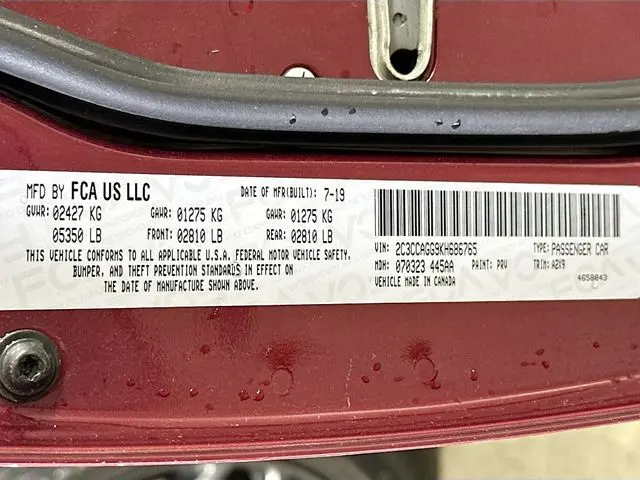 MFD BY FCA US LLC DATE OF MFR(BUILT): 7-19
GVWR: 02427 KG GAWR: 01275 KG GAWR: 01275 KG
05350 LB FRONT: 02810 LB REAR: 02810 LB
THIS VEHICLE CONFORMS TO ALL APPLICABLE U.S.A. FEDERAL MOTOR VEHICLE SAFETY,
BUMPER, AND THEFT PREVENTION STANDARDS IN EFFECT ON
THE DATE OF MANUFACTURE SHOWN ABOVE.
VIN: 2C3CCAGG9KH686765 TYPE: PASSENGER CAR
MDH: 070323 445AA PAINT: PRV TRIM: A2X9
VEHICLE MADE IN CANADA 4658043